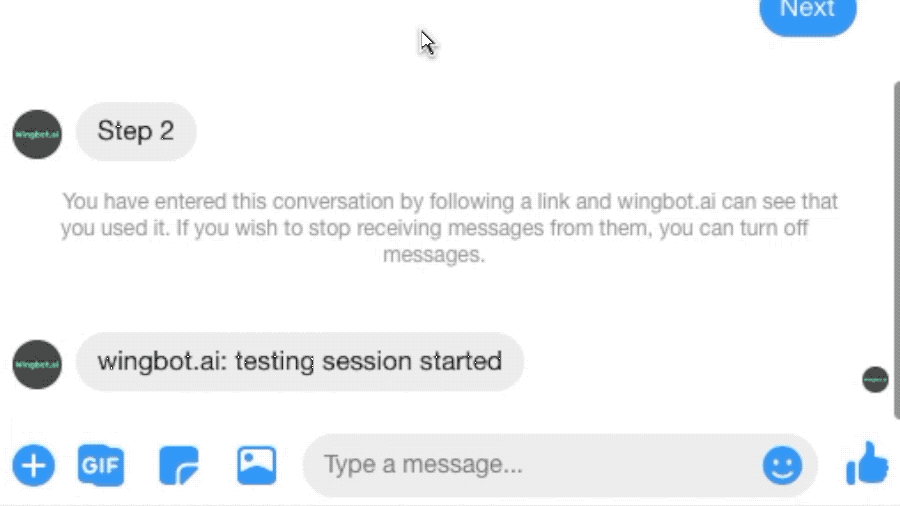 Next
Wingbot.ai
Step 2
You have entered this conversation by following a link and wingbot.ai can see that
you used it. If you wish to stop receiving messages from them, you can turn off
messages.
Wingbot.ai
wingbot.ai: testing session started
GIF
Type a message...